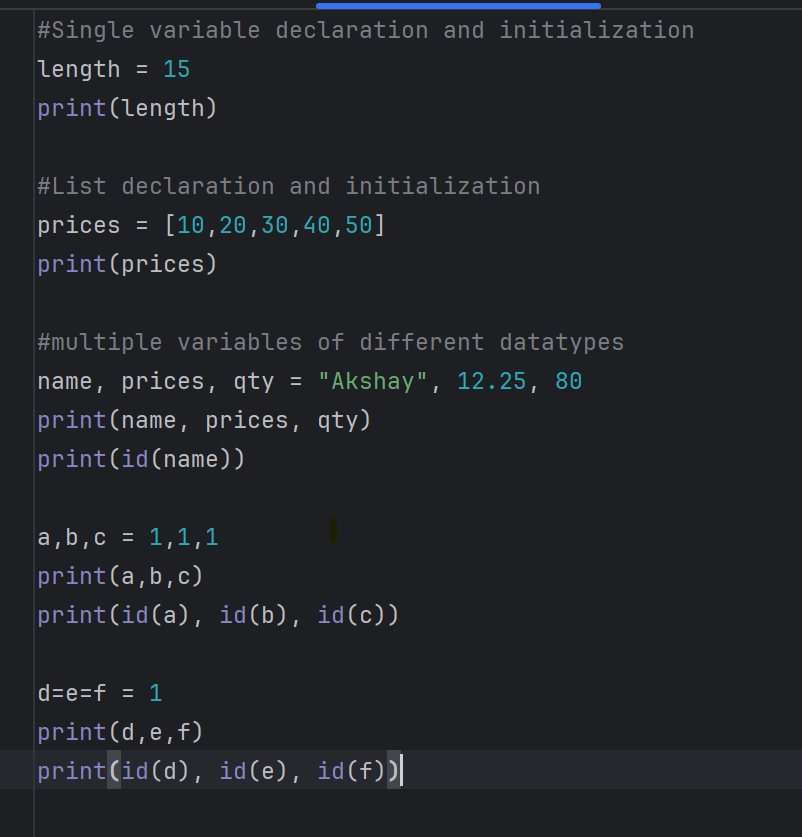 #Single variable declaration and initialization
length = 15
print(length)
#List declaration and initialization
prices = [10,20,30,40,50]
print(prices)
#multiple variables of different datatypes
name, prices, qty = "Akshay", 12.25, 80
print(name, prices, qty)
print(id(name))
a,b,c = 1,1,1
print(a,b,c)
print(id(a), id(b), id(c))
d=e=f = 1
print(d,e,f)
print(id(d), id(e), id(f))